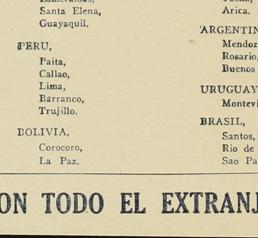 Santa Elena,
Guayaquil.
PERU,
Paita,
Callao,
Lima,
Barranco,
Trujillo.
BOLIVIA,
Corocoro,
La Paz.
Arica.
ARGENTIN
Mendoz
Rosario,
Buenos
URUGUAY
Montevi
BRASIL,
Santos,
Rio de
Sao Pa
ON TODO EL EXTRANJ